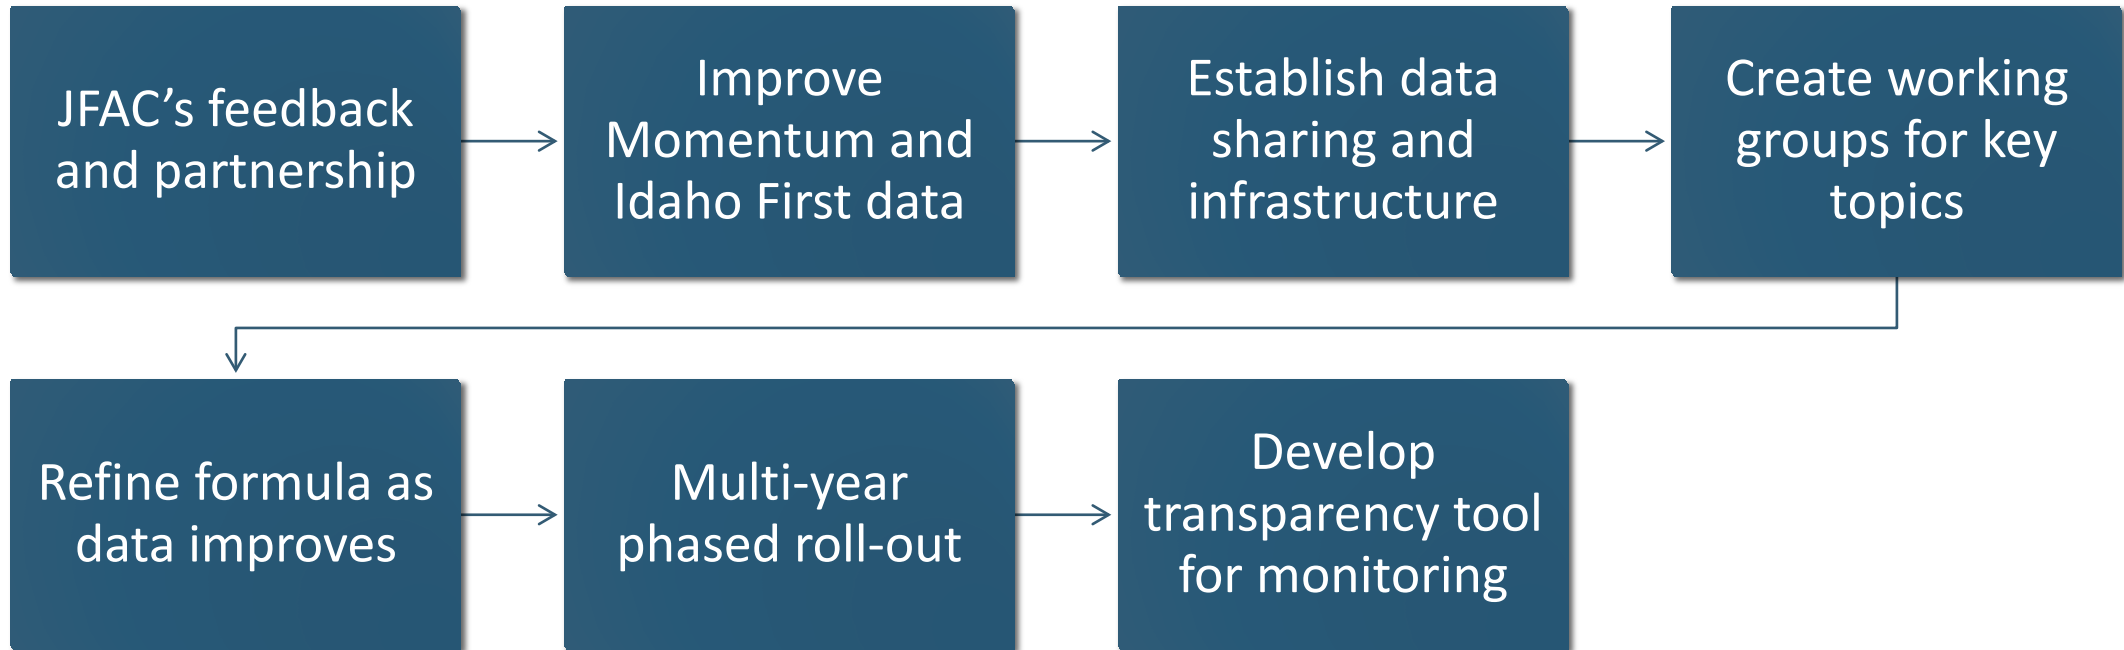 JFAC’s feedback
and partnership
Improve
Momentum and
Idaho First data
Establish data
sharing and
infrastructure
Create working
groups for key
topics
Refine formula as
data improves
Multi-year
phased roll-out
Develop
transparency tool
for monitoring